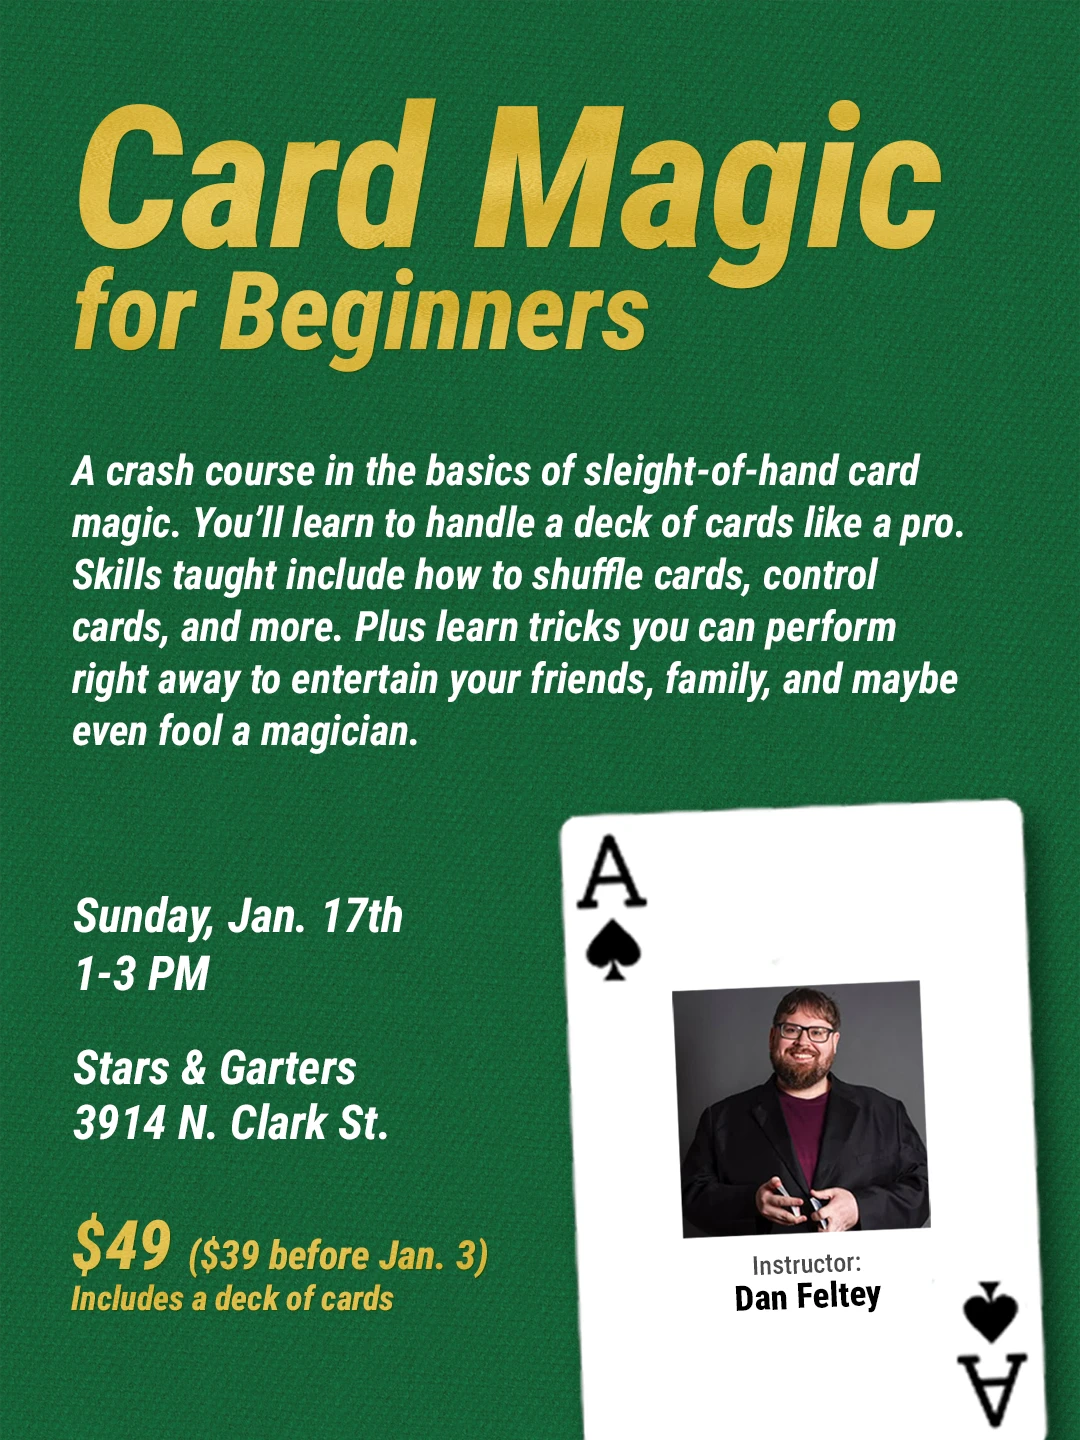 Card Magic
for Beginners
A crash course in the basics of sleight-of-hand card
magic. You’ll learn to handle a deck of cards like a pro.
Skills taught include how to shuffle cards, control
cards, and more. Plus learn tricks you can perform
right away to entertain your friends, family, and maybe
even fool a magician.
Sunday, Jan. 17th
1-3 PM
Stars & Garters
3914 N. Clark St.
$49 ($39 before Jan. 3)
Includes a deck of cards
A
Instructor:
Dan Feltey
A